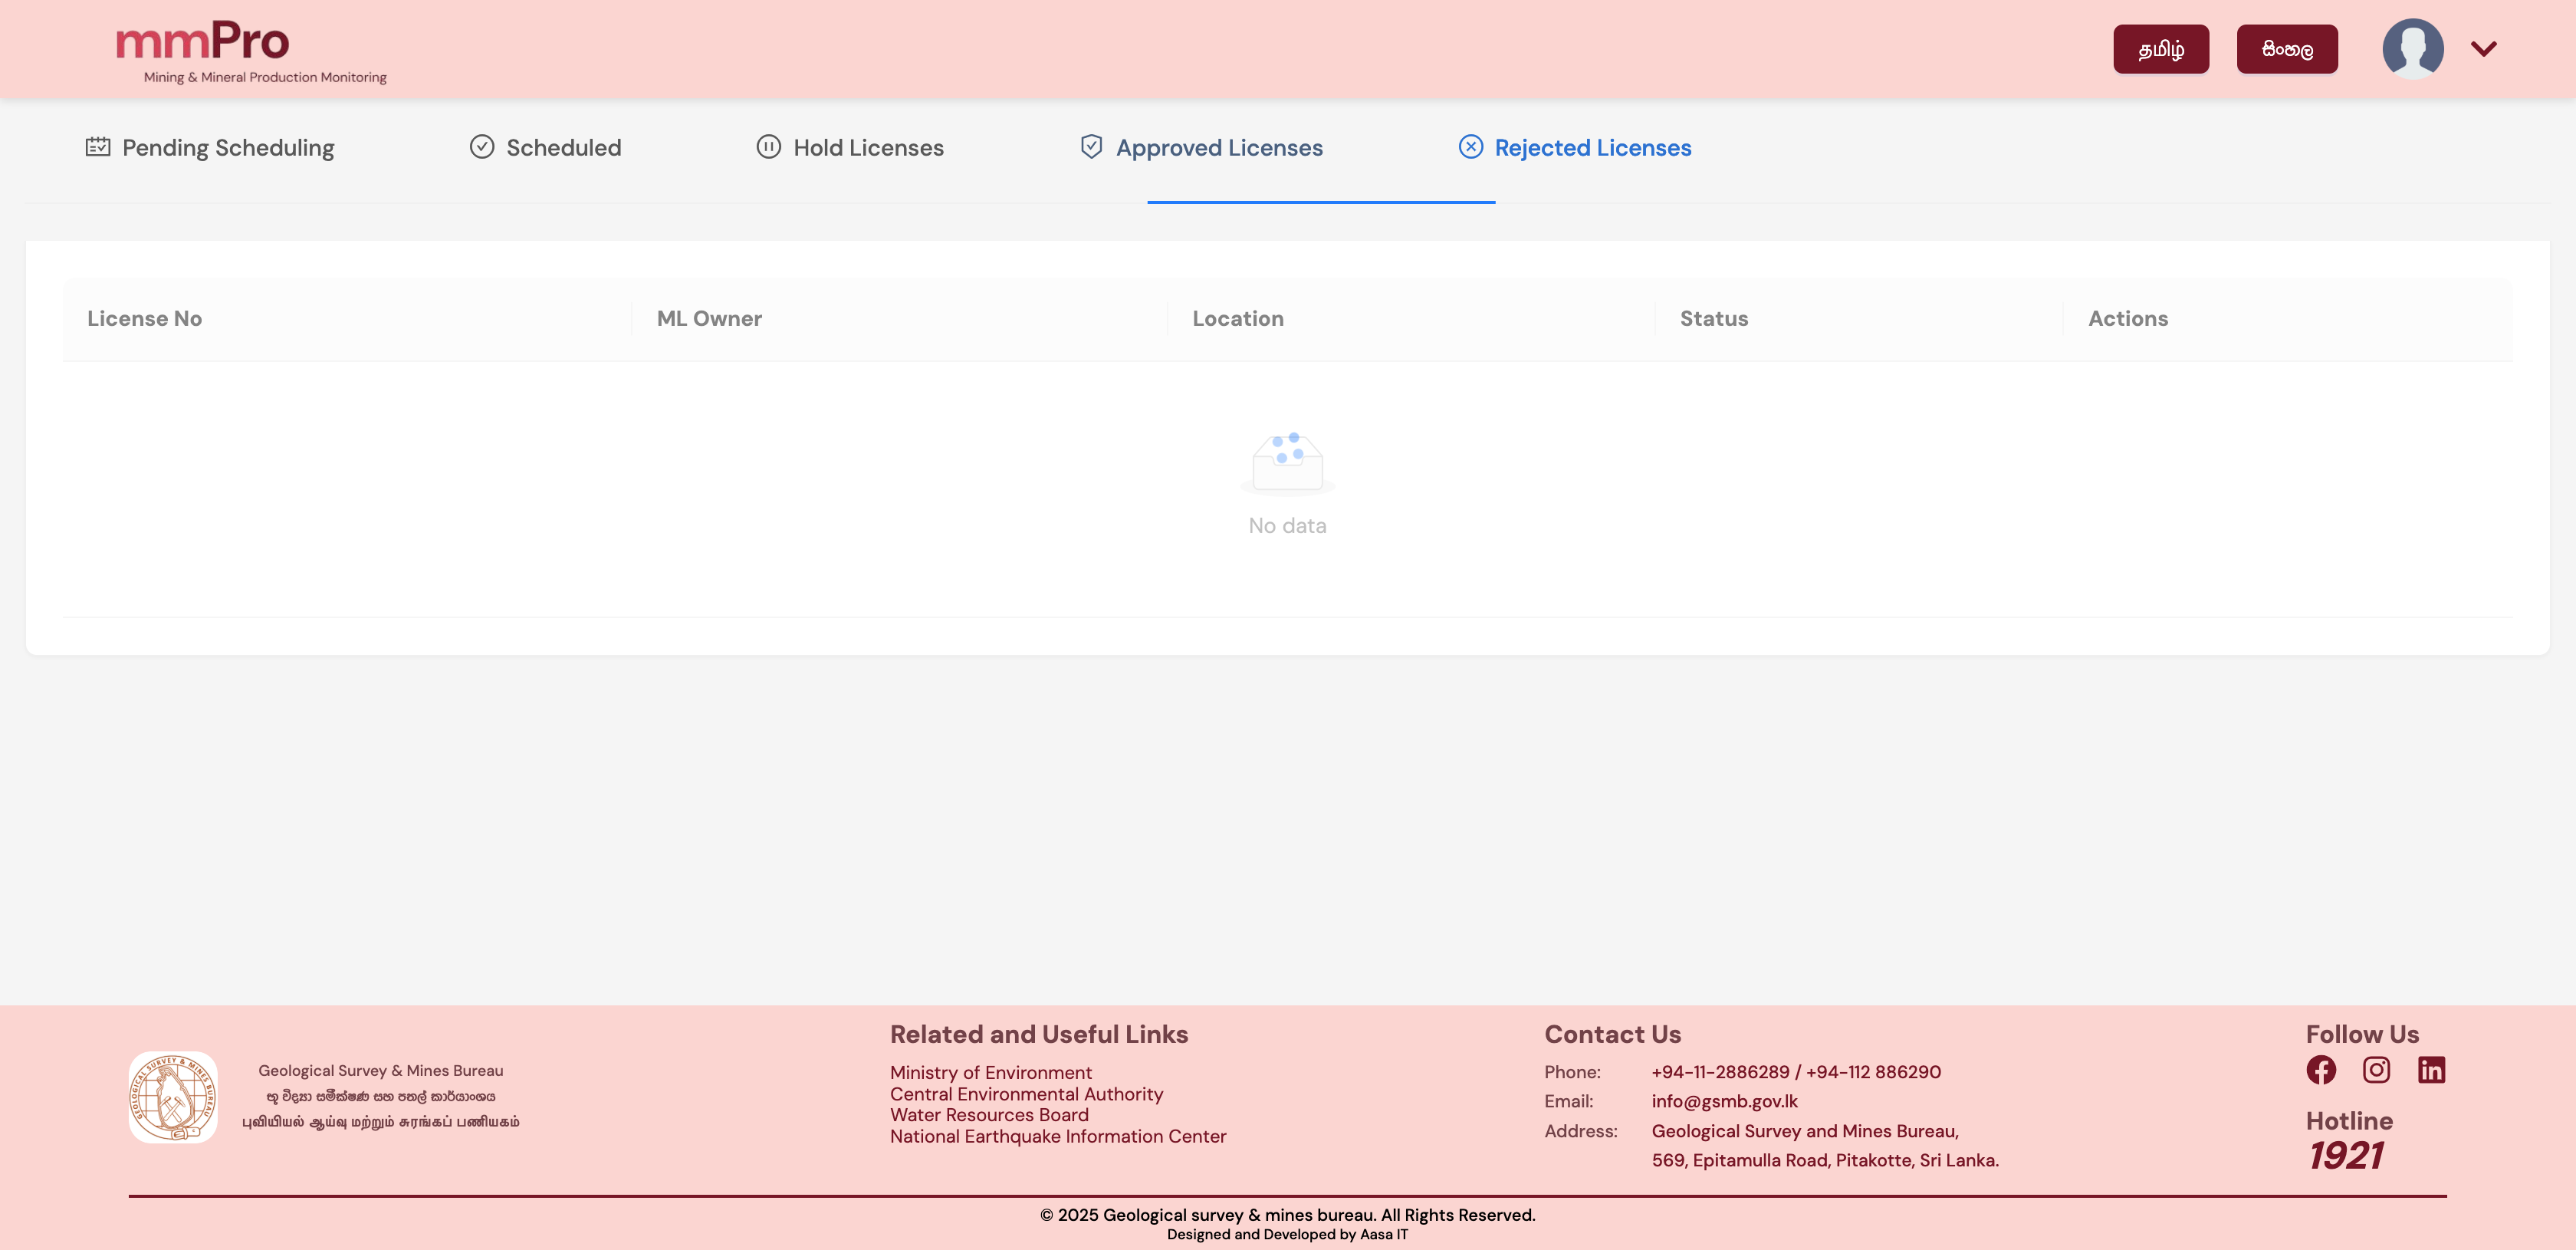 mmPro
Mining & Mineral Production Monitoring
தமிழ்
සිංහල
Pending Scheduling
Scheduled
Hold Licenses
Approved Licenses
Rejected Licenses
License No
ML Owner
Location
Status
Actions
No data
GEOLOGICAL SURVEY & MINES BUREAU
Geological Survey & Mines Bureau
භූ විද්‍යා සමීක්ෂණ සහ පතල් කාර්යාංශය
புவியியல் ஆய்வு மற்றும் சுரங்கப் பணியகம்
Related and Useful Links
Ministry of Environment
Central Environmental Authority
Water Resources Board
National Earthquake Information Center
Contact Us
Phone: +94-11-2886289 / +94-112 886290
Email: info@gsmb.gov.lk
Address: Geological Survey and Mines Bureau,
569, Epitamulla Road, Pitakotte, Sri Lanka.
Follow Us
Hotline
1921
© 2025 Geological survey & mines bureau. All Rights Reserved.
Designed and Developed by Aasa IT